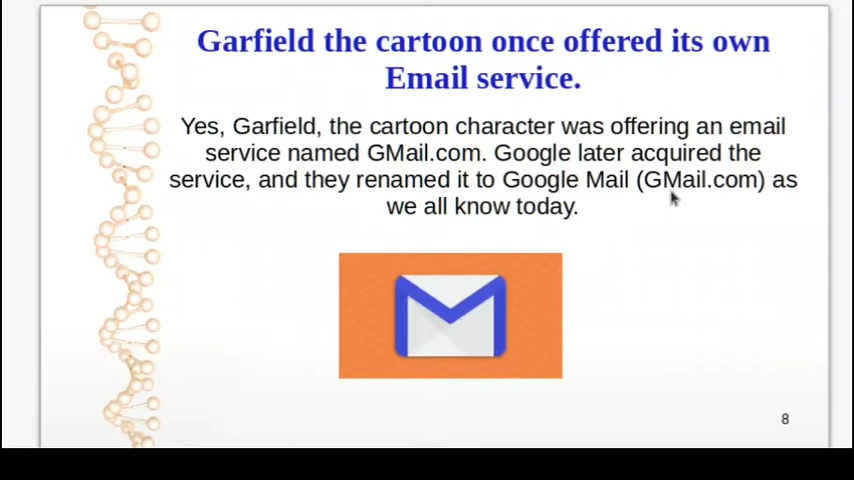 Garfield the cartoon once offered its own
Email service.
Yes, Garfield, the cartoon character was offering an email
service named GMail.com. Google later acquired the
service, and they renamed it to Google Mail (GMail.com) as
we all know today.
8